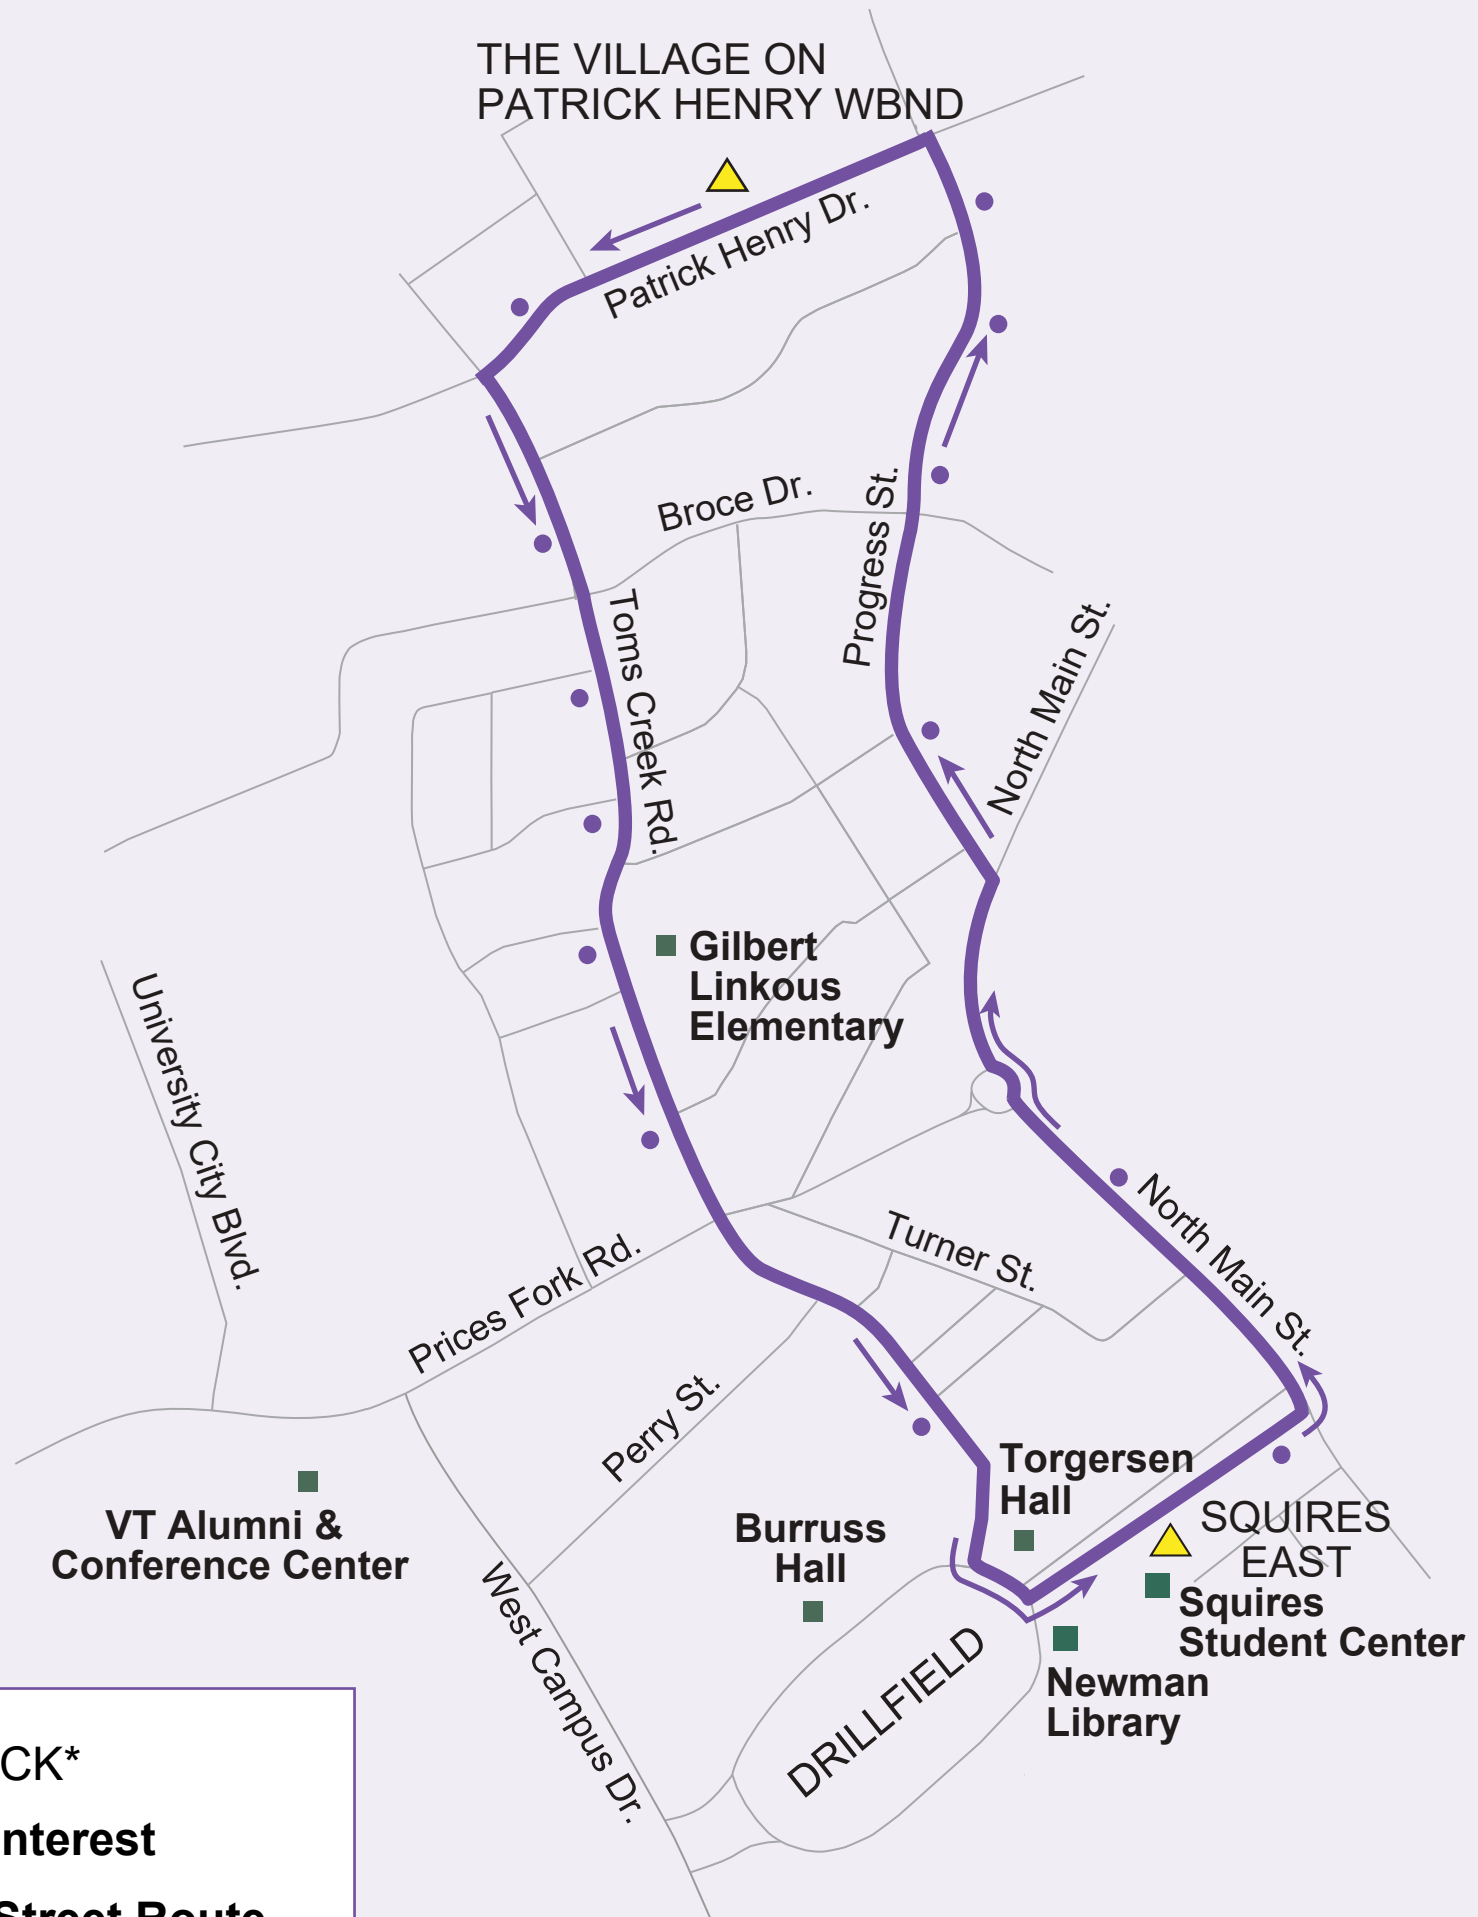 THE VILLAGE ON
PATRICK HENRY WBND
Patrick Henry Dr.
Broce Dr.
Progress St.
Toms Creek Rd.
North Main St.
Gilbert
Linkous
Elementary
University City Blvd.
North Main St.
Turner St.
Prices Fork Rd.
Perry St.
Torgersen
Hall
VT Alumni &
Conference Center
Burruss
Hall
SQUIRES
EAST
Squires
Student Center
West Campus Dr.
DRILLFIELD
Newman
Library
CK*
nterest
Street Route